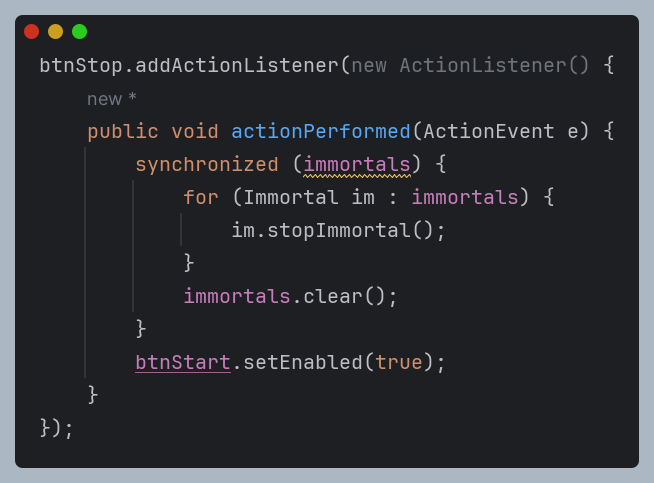 btnStop.addActionListener(new ActionListener() {
new *
public void actionPerformed(ActionEvent e) {
synchronized (immortals) {
for (Immortal im : immortals) {
im.stopImmortal();
}
immortals.clear();
}
btnStart.setEnabled(true);
}
});